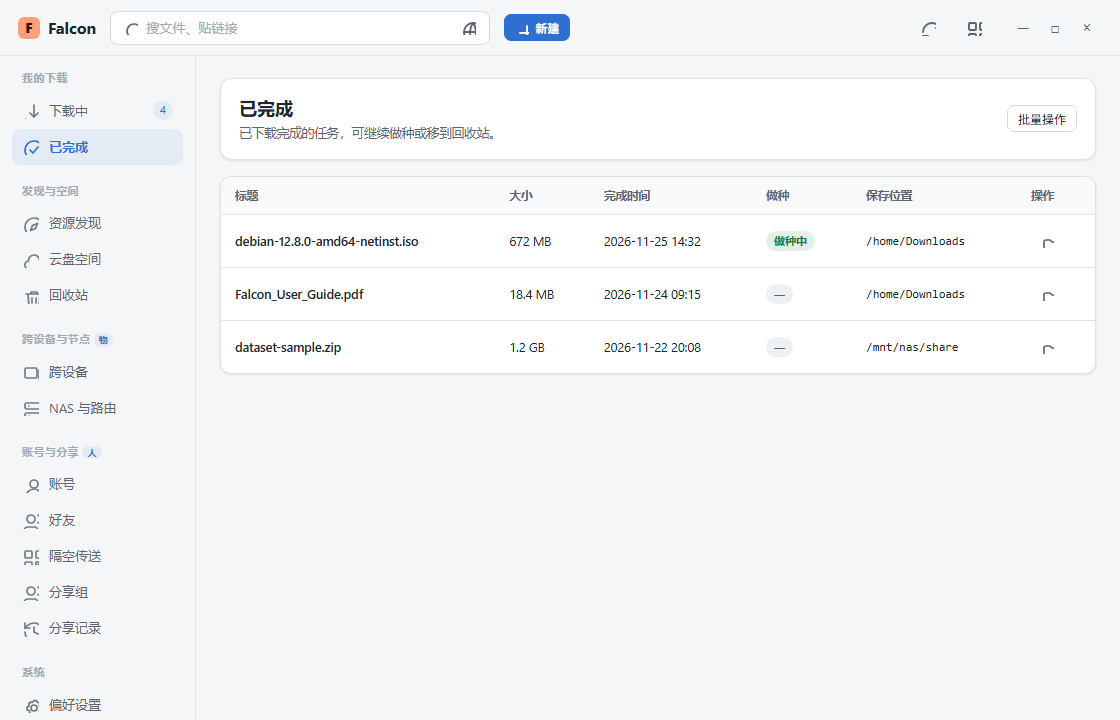 F Falcon 搜文件、贴链接 新建
我的下载
下载中 4
已完成
发现与空间
资源发现
云盘空间
回收站
跨设备与节点 物
跨设备
NAS 与路由
账号与分享 人
账号
好友
隔空传送
分享组
分享记录
系统
偏好设置
已完成
已下载完成的任务，可继续做种或移到回收站。
批量操作
标题 大小 完成时间 做种 保存位置 操作
debian-12.8.0-amd64-netinst.iso 672 MB 2026-11-25 14:32 做种中 /home/Downloads
Falcon_User_Guide.pdf 18.4 MB 2026-11-24 09:15 — /home/Downloads
dataset-sample.zip 1.2 GB 2026-11-22 20:08 — /mnt/nas/share